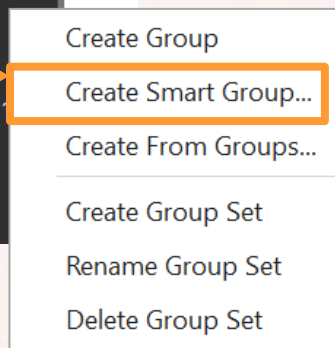 Create Group
Create Smart Group...
Create From Groups...
Create Group Set
Rename Group Set
Delete Group Set